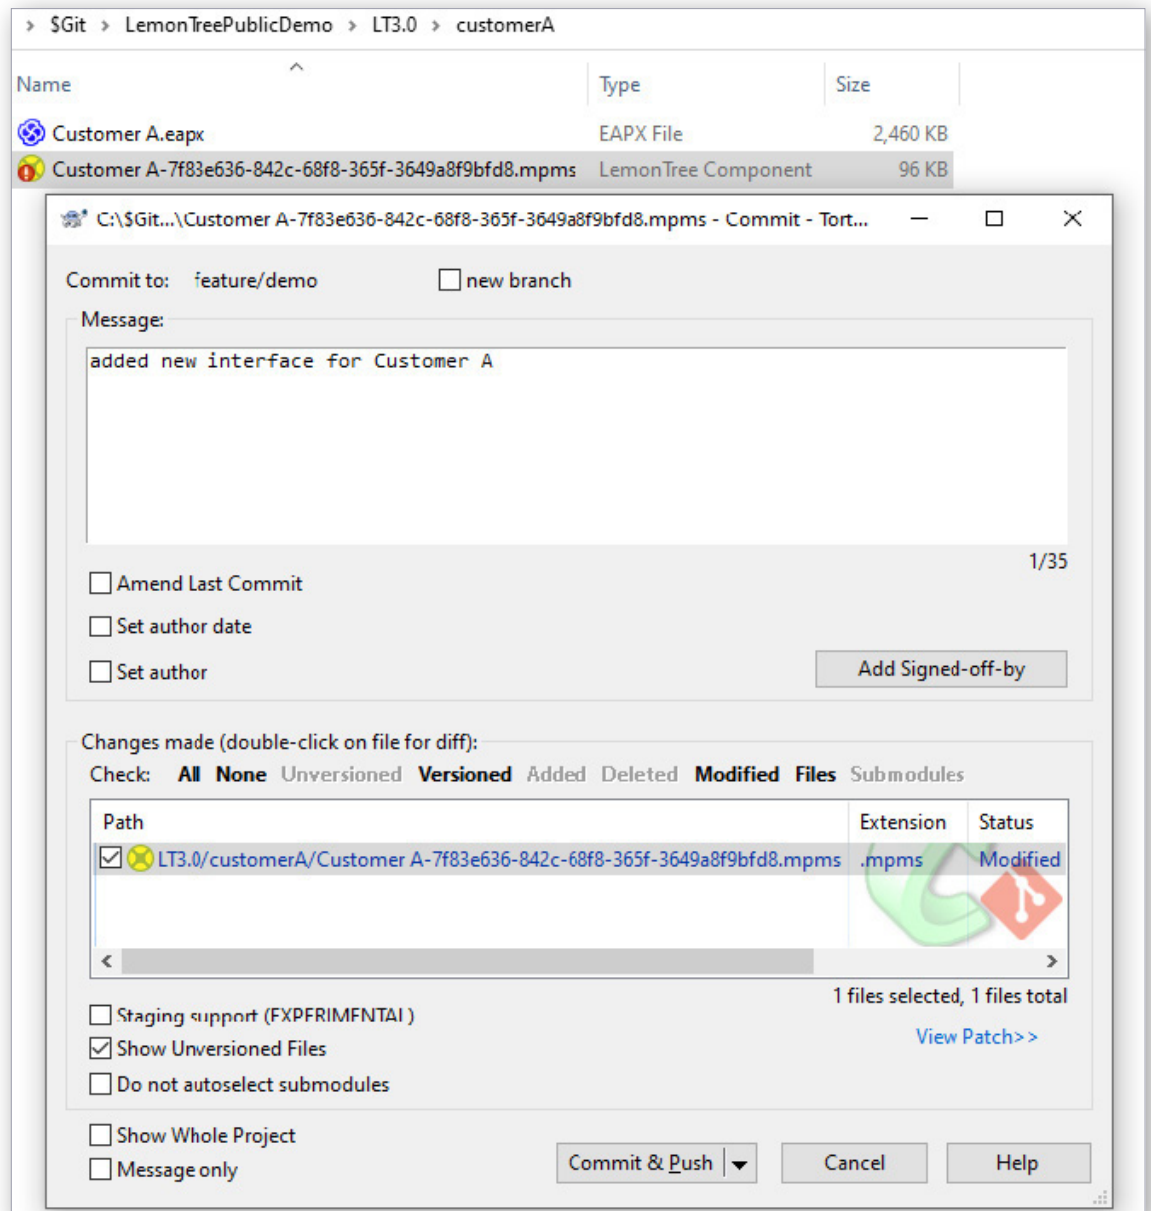 › $Git › LemonTreePublicDemo › LT3.0 › customerA
Name Type Size
Customer A.eapx EAPX File 2,460 KB
Customer A-7f83e636-842c-68f8-365f-3649a8f9bfd8.mpms LemonTree Component 96 KB
C:\$Git...\Customer A-7f83e636-842c-68f8-365f-3649a8f9bfd8.mpms - Commit - Tort...
Commit to: feature/demo new branch
Message:
added new interface for Customer A
1/35
Amend Last Commit
Set author date
Set author Add Signed-off-by
Changes made (double-click on file for diff):
Check: All None Unversioned Versioned Added Deleted Modified Files Submodules
Path Extension Status
LT3.0/customerA/Customer A-7f83e636-842c-68f8-365f-3649a8f9bfd8.mpms .mpms Modified
1 files selected, 1 files total
Staging support (EXPERIMENTAL)
View Patch>>
Show Unversioned Files
Do not autoselect submodules
Show Whole Project
Message only
Commit & Push Cancel Help